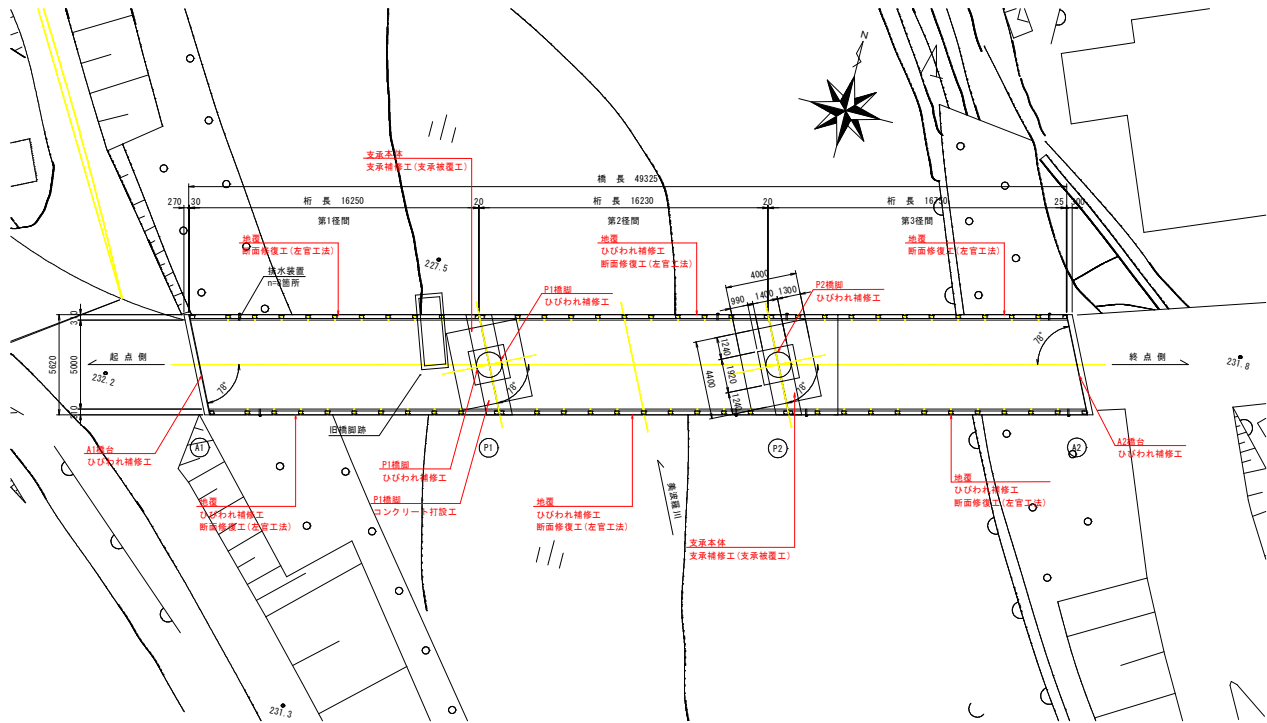 N
支承本体
支承補修工(支承被覆工)
橋 長 49325
270
30
桁 長 16250
20
桁 長 16230
20
桁 長
25
300
第1径間
第2径間
第3径間
地覆
断面修復工(左官工法)
地覆
ひびわれ補修工
断面修復工(左官工法)
地覆
断面修復工(左官工法)
227.5
排水装置
4000
990
1400
1300
P1橋脚
ひびわれ補修工
P2橋脚
ひびわれ補修工
5620
5000
起 点 側
232.2
78°
78°
78°
78°
1240
1920
1240
4400
終 点 側
231.8
旧橋脚跡
A1
P1
P2
A2
A1橋台
ひびわれ補修工
P1橋脚
ひびわれ補修工
A2橋台
ひびわれ補修工
美波羅川
地覆
ひびわれ補修工
断面修復工(左官工法)
P1橋脚
コンクリート打設工
地覆
ひびわれ補修工
断面修復工(左官工法)
地覆
ひびわれ補修工
断面修復工(左官工法)
支承本体
支承補修工(支承被覆工)
231.3